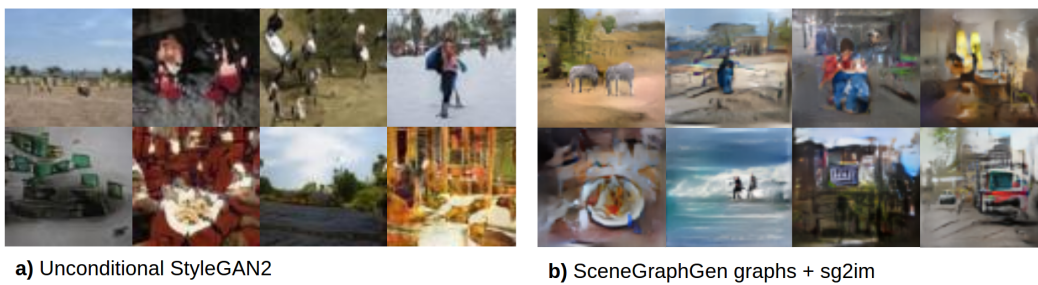 a) Unconditional StyleGAN2
b) SceneGraphGen graphs + sg2im